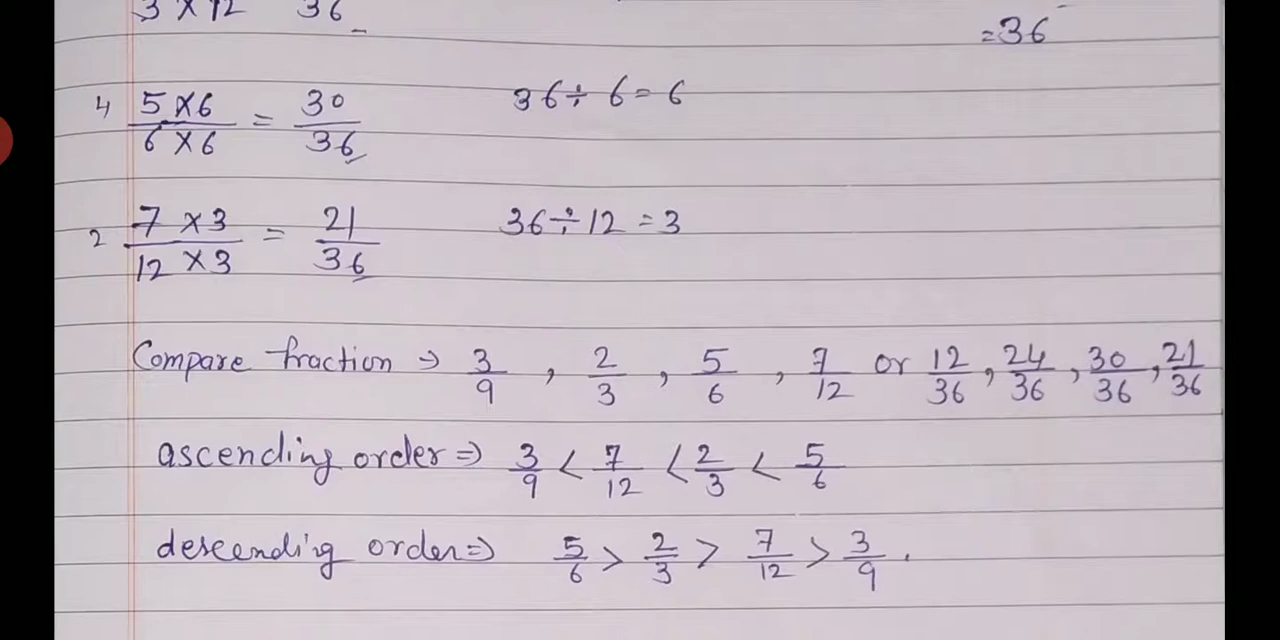 3 × 12 36
= 36
4 5 × 6 / 6 × 6 = 30/36 36 ÷ 6 = 6
2 7 × 3 / 12 × 3 = 21/36 36 ÷ 12 = 3
Compare fraction ⇒ 3/9 , 2/3 , 5/6 , 7/12 or 12/36 , 24/36 , 30/36 , 21/36
ascending order ⇒ 3/9 < 7/12 < 2/3 < 5/6
descending order ⇒ 5/6 > 2/3 > 7/12 > 3/9 .